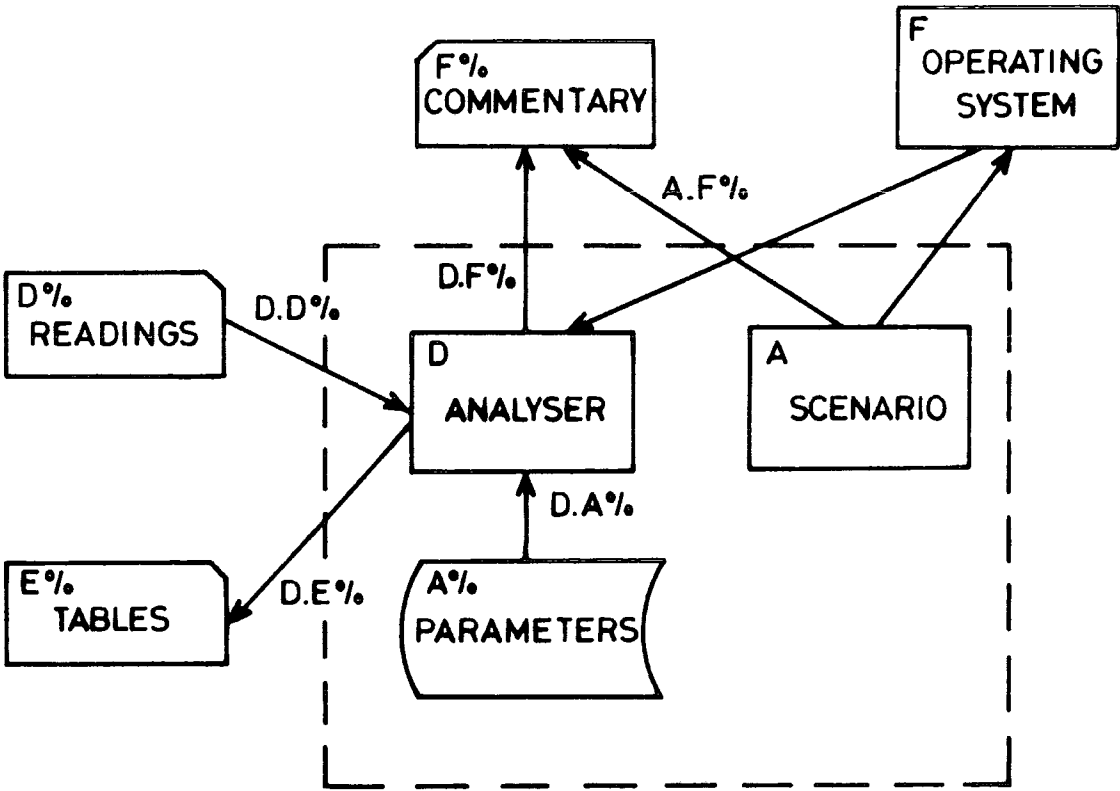 F
OPERATING
SYSTEM
F%
COMMENTARY
A.F%
D.F%
D%
READINGS
D.D%
D
ANALYSER
A
SCENARIO
D.A%
E%
TABLES
D.E%
A%
PARAMETERS